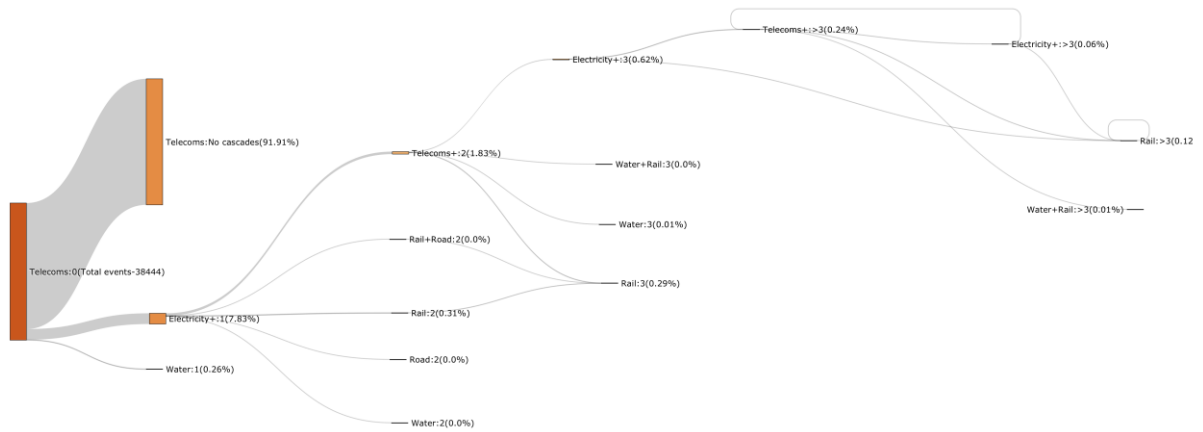 Telecoms+:>3(0.24%)
Electricity+:>3(0.06%)
Electricity+:3(0.62%)
Telecoms:No cascades(91.91%)
Rail:>3(0.12
Telecoms+:2(1.83%)
Water+Rail:3(0.0%)
Water+Rail:>3(0.01%)
Water:3(0.01%)
Rail+Road:2(0.0%)
Telecoms:0(Total events-38444)
Rail:3(0.29%)
Rail:2(0.31%)
Electricity+:1(7.83%)
Road:2(0.0%)
Water:1(0.26%)
Water:2(0.0%)